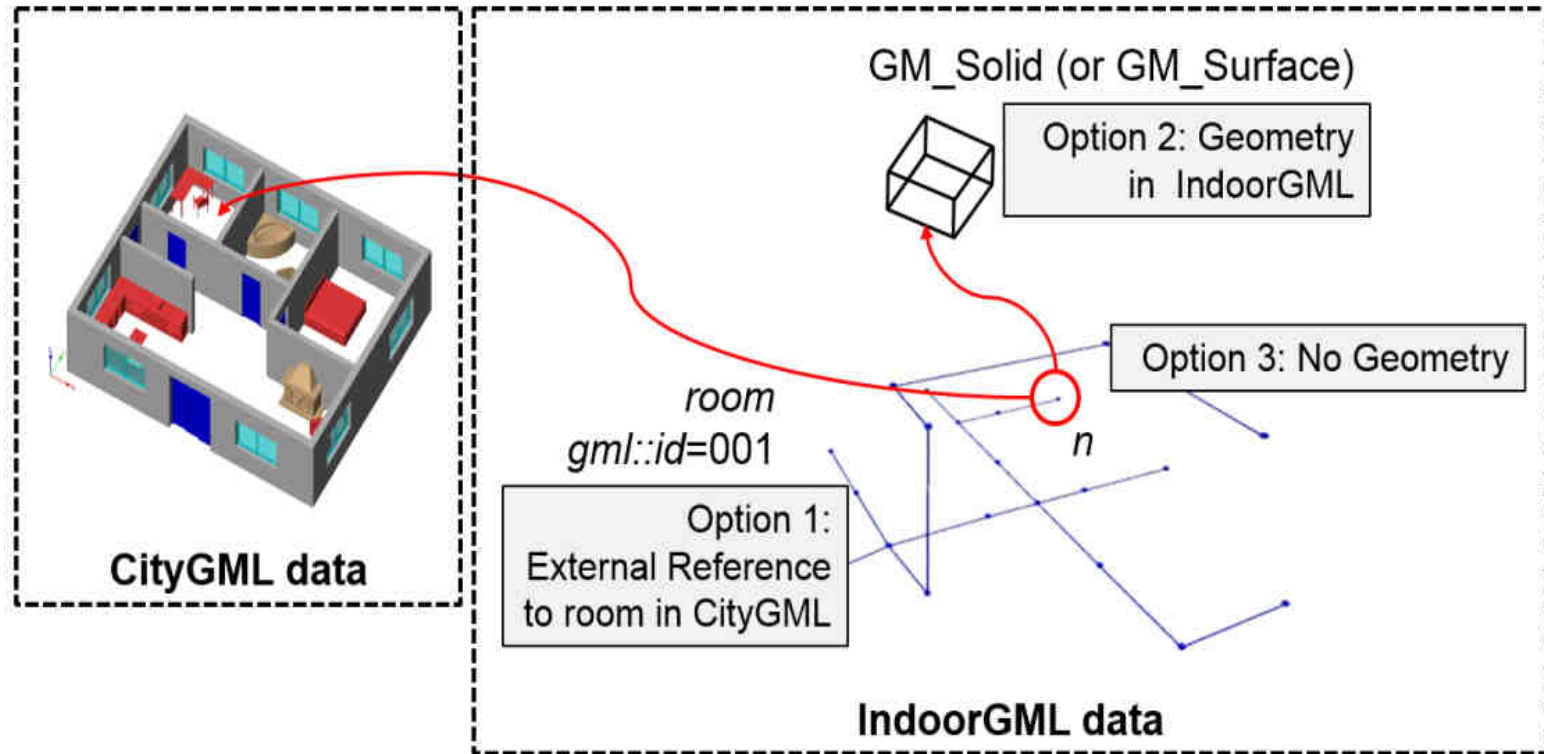 GM_Solid (or GM_Surface)
Option 2: Geometry
in IndoorGML
Option 3: No Geometry
room
gml::id=001
n
Option 1:
External Reference
to room in CityGML
CityGML data
IndoorGML data